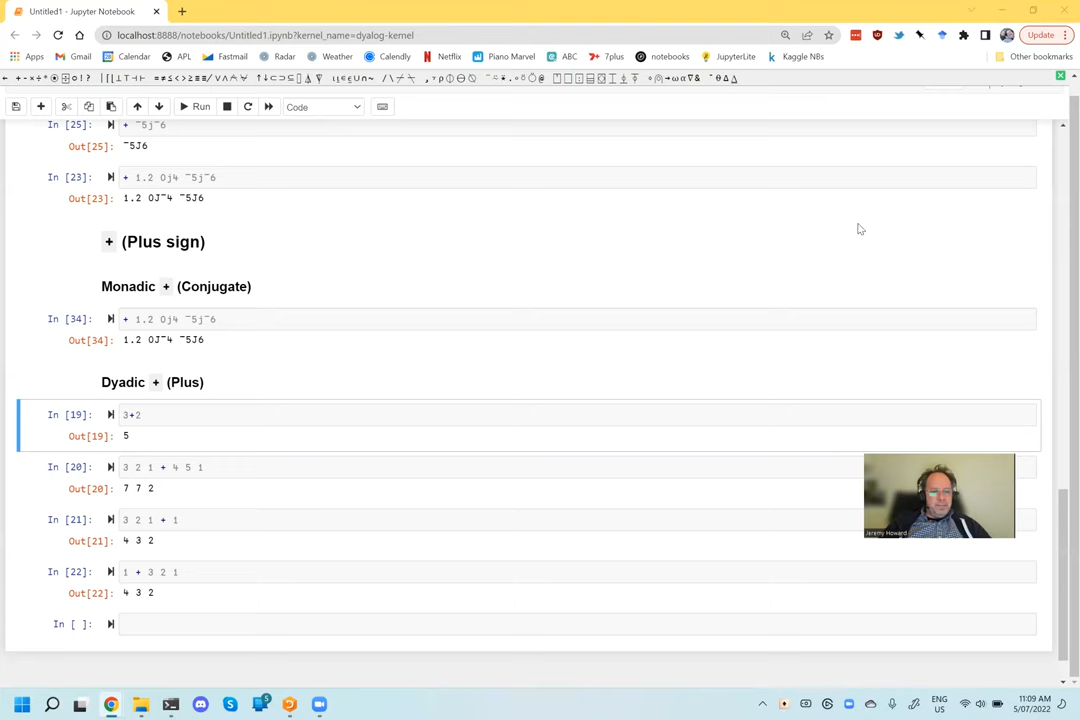 Untitled1 - Jupyter Notebook
localhost:8888/notebooks/Untitled1.ipynb?kernel_name=dyalog-kernel
Update
Apps Gmail Calendar APL Fastmail Radar Weather Calendly Netflix Piano Marvel ABC 7plus notebooks JupyterLite Kaggle NBs Other bookmarks
Run Code
In [25]: + ¯5j¯6
Out[25]: ¯5J6
In [23]: + 1.2 0j4 ¯5j¯6
Out[23]: 1.2 0J¯4 ¯5J6
+ (Plus sign)
Monadic + (Conjugate)
In [34]: + 1.2 0j4 ¯5j¯6
Out[34]: 1.2 0J¯4 ¯5J6
Dyadic + (Plus)
In [19]: 3+2
Out[19]: 5
In [20]: 3 2 1 + 4 5 1
Out[20]: 7 7 2
In [21]: 3 2 1 + 1
Out[21]: 4 3 2
Jeremy Howard
In [22]: 1 + 3 2 1
Out[22]: 4 3 2
In [ ]:
5
ENG
US
11:09 AM
5/07/2022